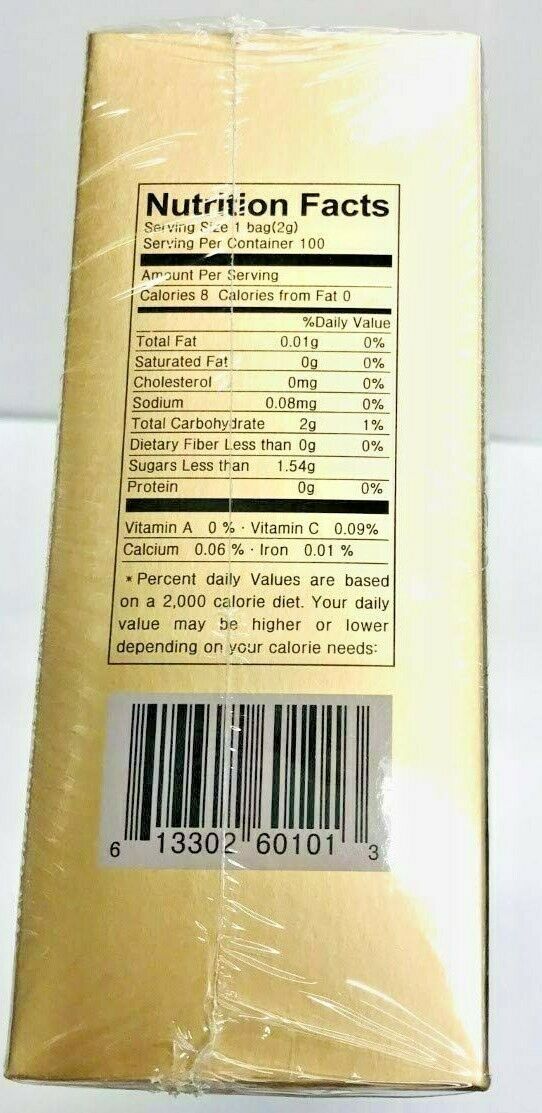 Nutrition Facts
Serving Size 1 bag(2g)
Serving Per Container 100
Amount Per Serving
Calories 8 Calories from Fat 0
%Daily Value
Total Fat 0.01g 0%
Saturated Fat 0g 0%
Cholesterol 0mg 0%
Sodium 0.08mg 0%
Total Carbohydrate 2g 1%
Dietary Fiber Less than 0g 0%
Sugars Less than 1.54g
Protein 0g 0%
Vitamin A 0 % · Vitamin C 0.09%
Calcium 0.06 % · Iron 0.01 %
* Percent daily Values are based
on a 2,000 calorie diet. Your daily
value may be higher or lower
depending on your calorie needs:
6 13302 60101 3